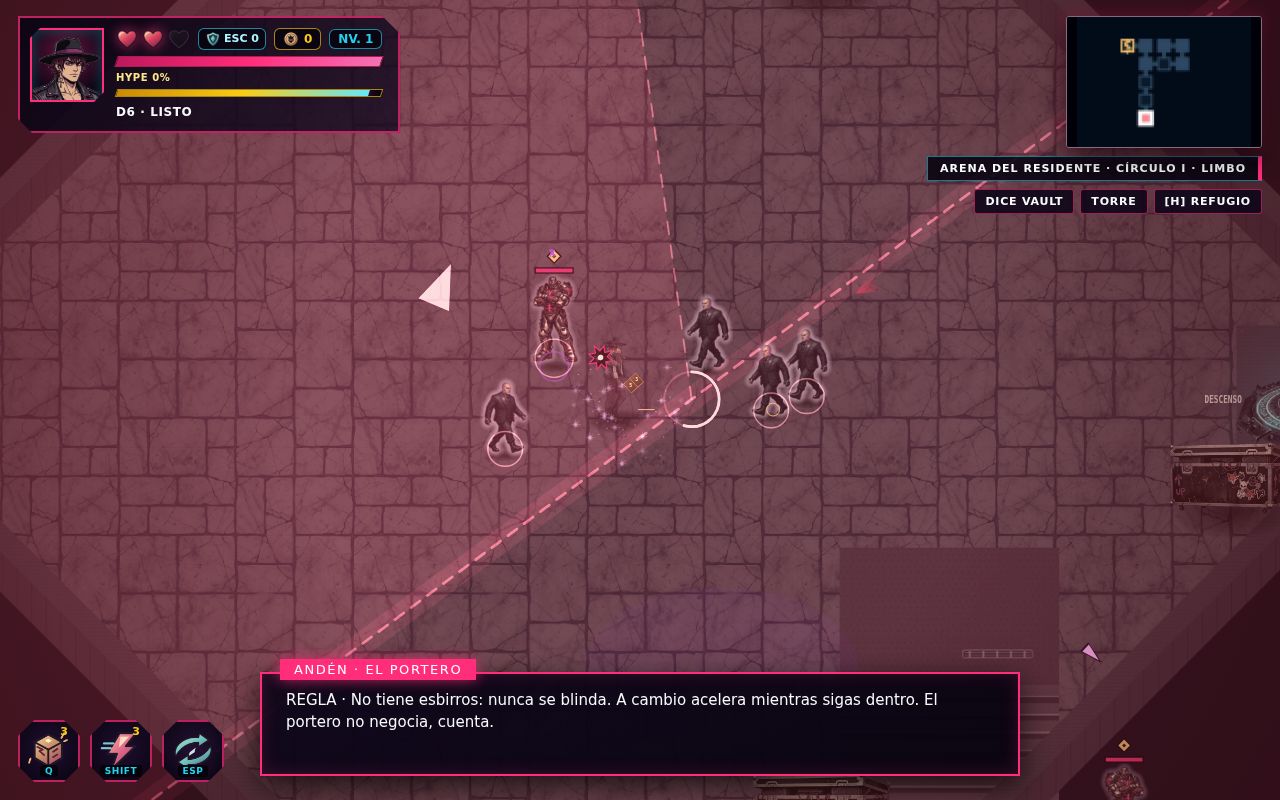 ESC 0
0
NV. 1
HYPE 0%
D6 · LISTO
ARENA DEL RESIDENTE · CÍRCULO I · LIMBO
DICE VAULT
TORRE
[H] REFUGIO
DESCENSO
UP
ANDÉN · EL PORTERO
REGLA · No tiene esbirros: nunca se blinda. A cambio acelera mientras sigas dentro. El
portero no negocia, cuenta.
3
Q
3
SHIFT
ESP